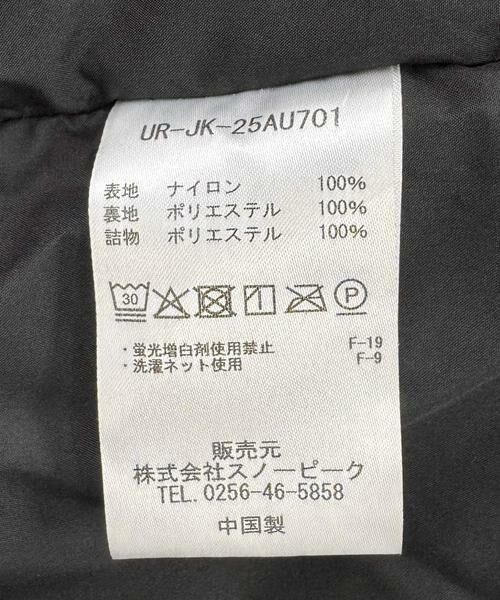 UR-JK-25AU701
表地 ナイロン 100%
裏地 ポリエステル 100%
詰物 ポリエステル 100%
30 P
・蛍光増白剤使用禁止 F-19
・洗濯ネット使用 F-9
販売元
株式会社スノーピーク
TEL. 0256-46-5858
中国製